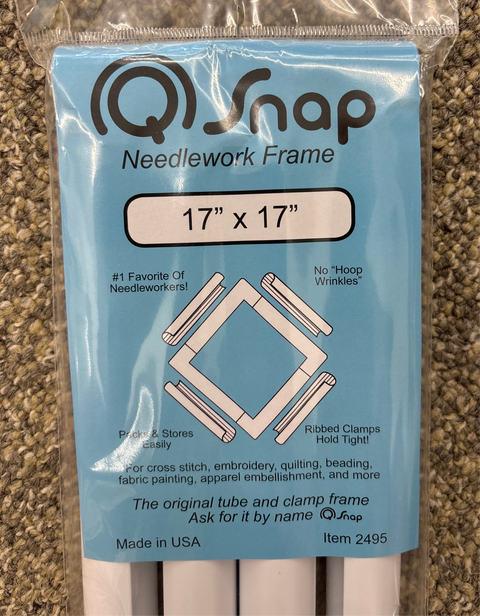 Q Snap
Needlework Frame
17” x 17”
#1 Favorite Of
Needleworkers!
No “Hoop
Wrinkles”
Packs & Stores
Easily
Ribbed Clamps
Hold Tight!
For cross stitch, embroidery, quilting, beading,
fabric painting, apparel embellishment, and more
The original tube and clamp frame
Ask for it by name Q Snap
Made in USA
Item 2495